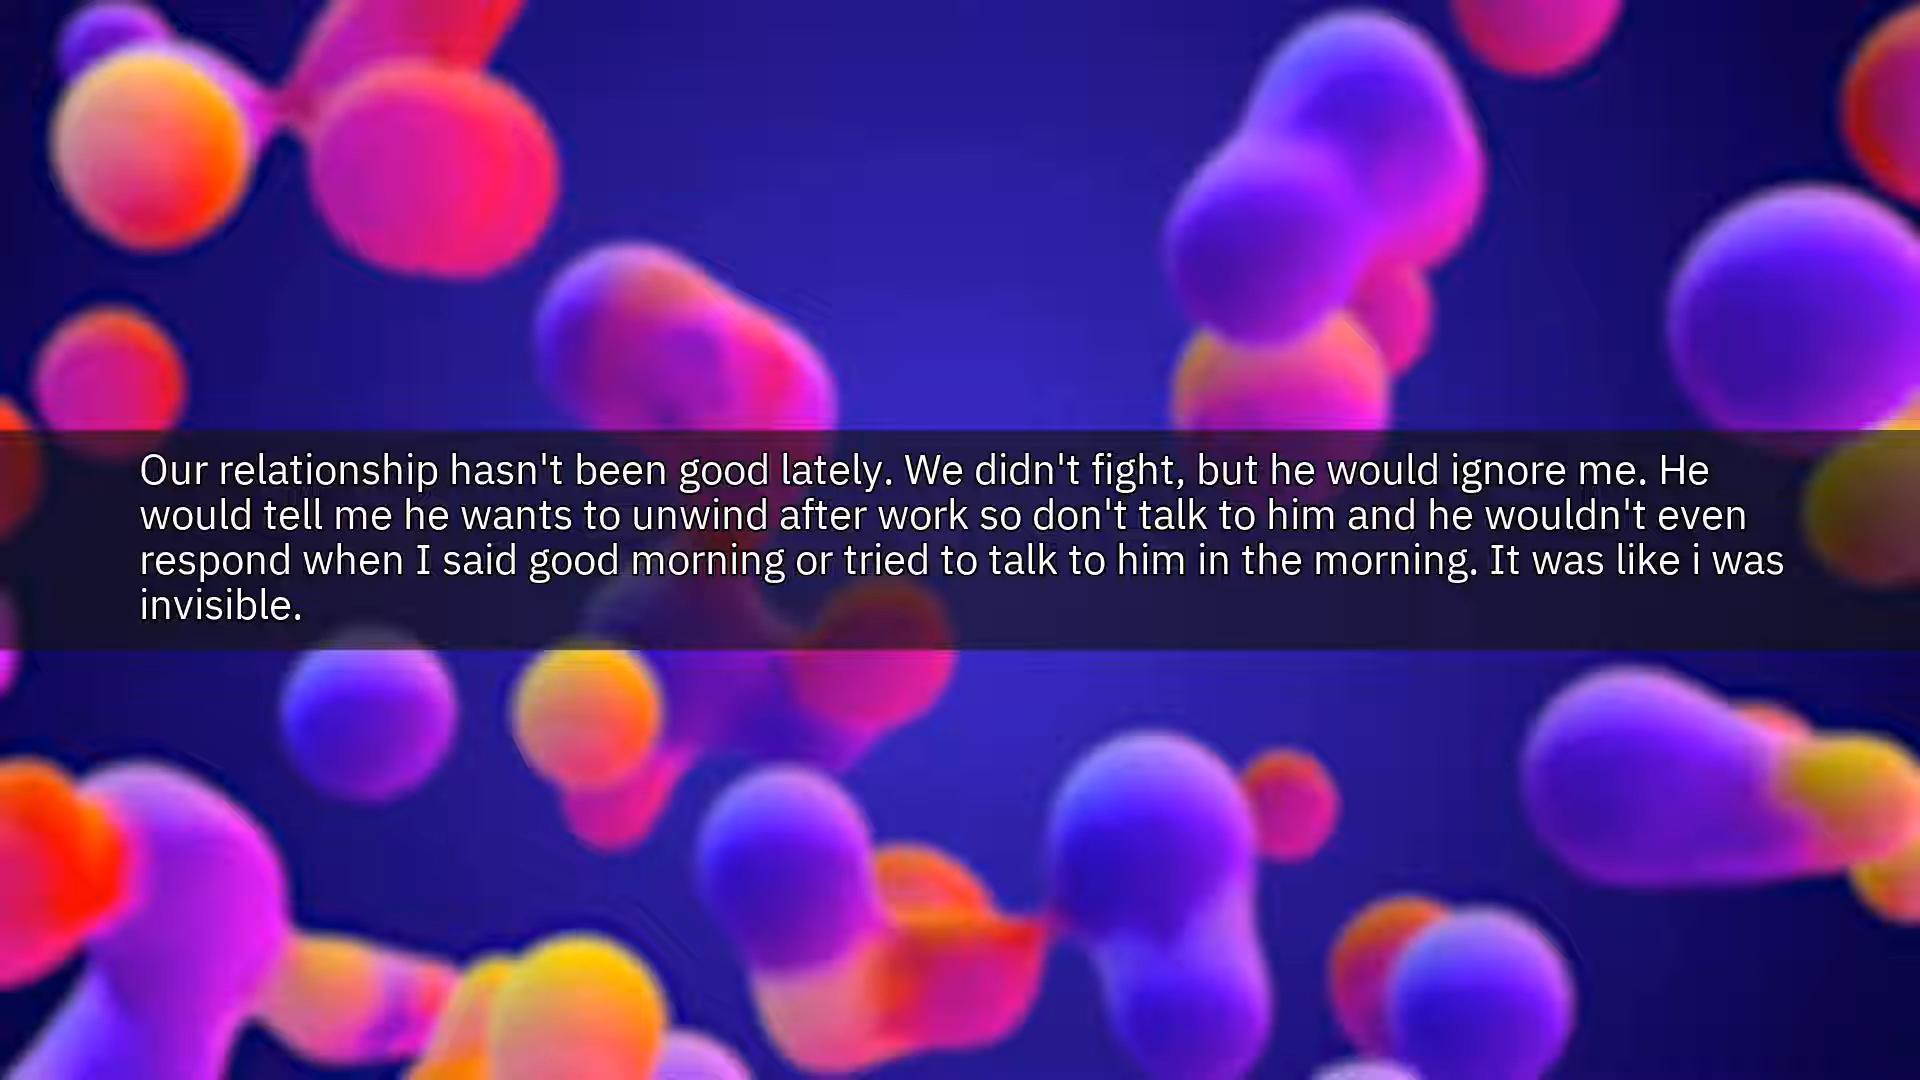 Our relationship hasn't been good lately. We didn't fight, but he would ignore me. He
would tell me he wants to unwind after work so don't talk to him and he wouldn't even
respond when I said good morning or tried to talk to him in the morning. It was like i was
invisible.